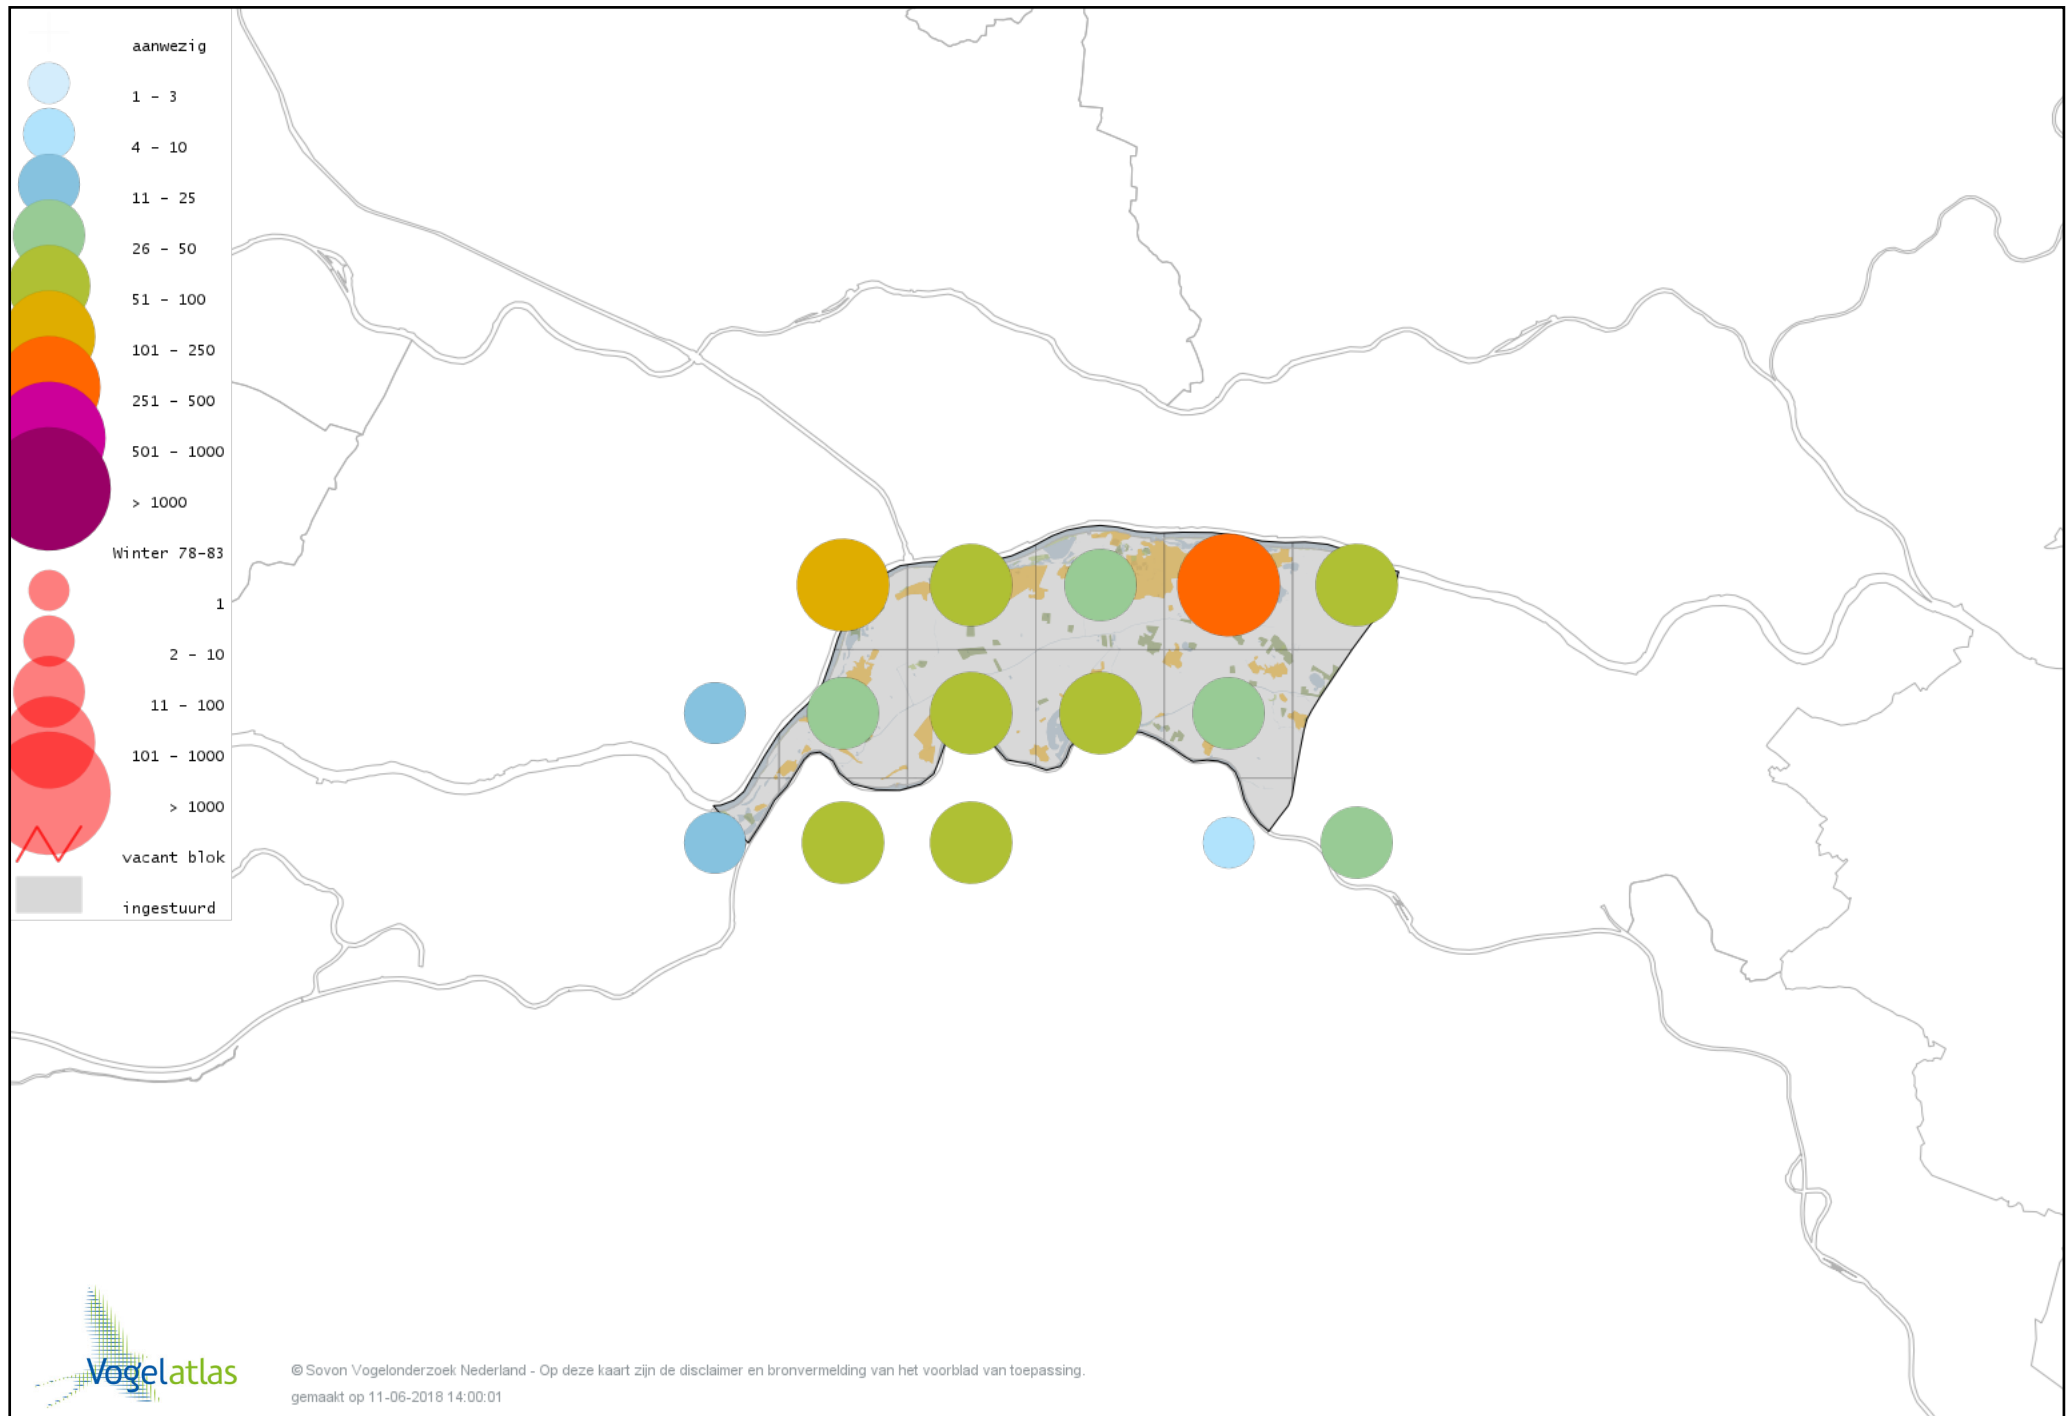 aanwezig
1 - 3
4 - 10
11 - 25
26 - 50
51 - 100
101 - 250
251 - 500
501 - 1000
> 1000
Winter 78-83
1
2 - 10
11 - 100
101 - 1000
> 1000
vacant blok
ingestuurd
Vogelatlas
© Sovon Vogelonderzoek Nederland - Op deze kaart zijn de disclaimer en bronvermelding van het voorblad van toepassing.
gemaakt op 11-06-2018 14:00:01